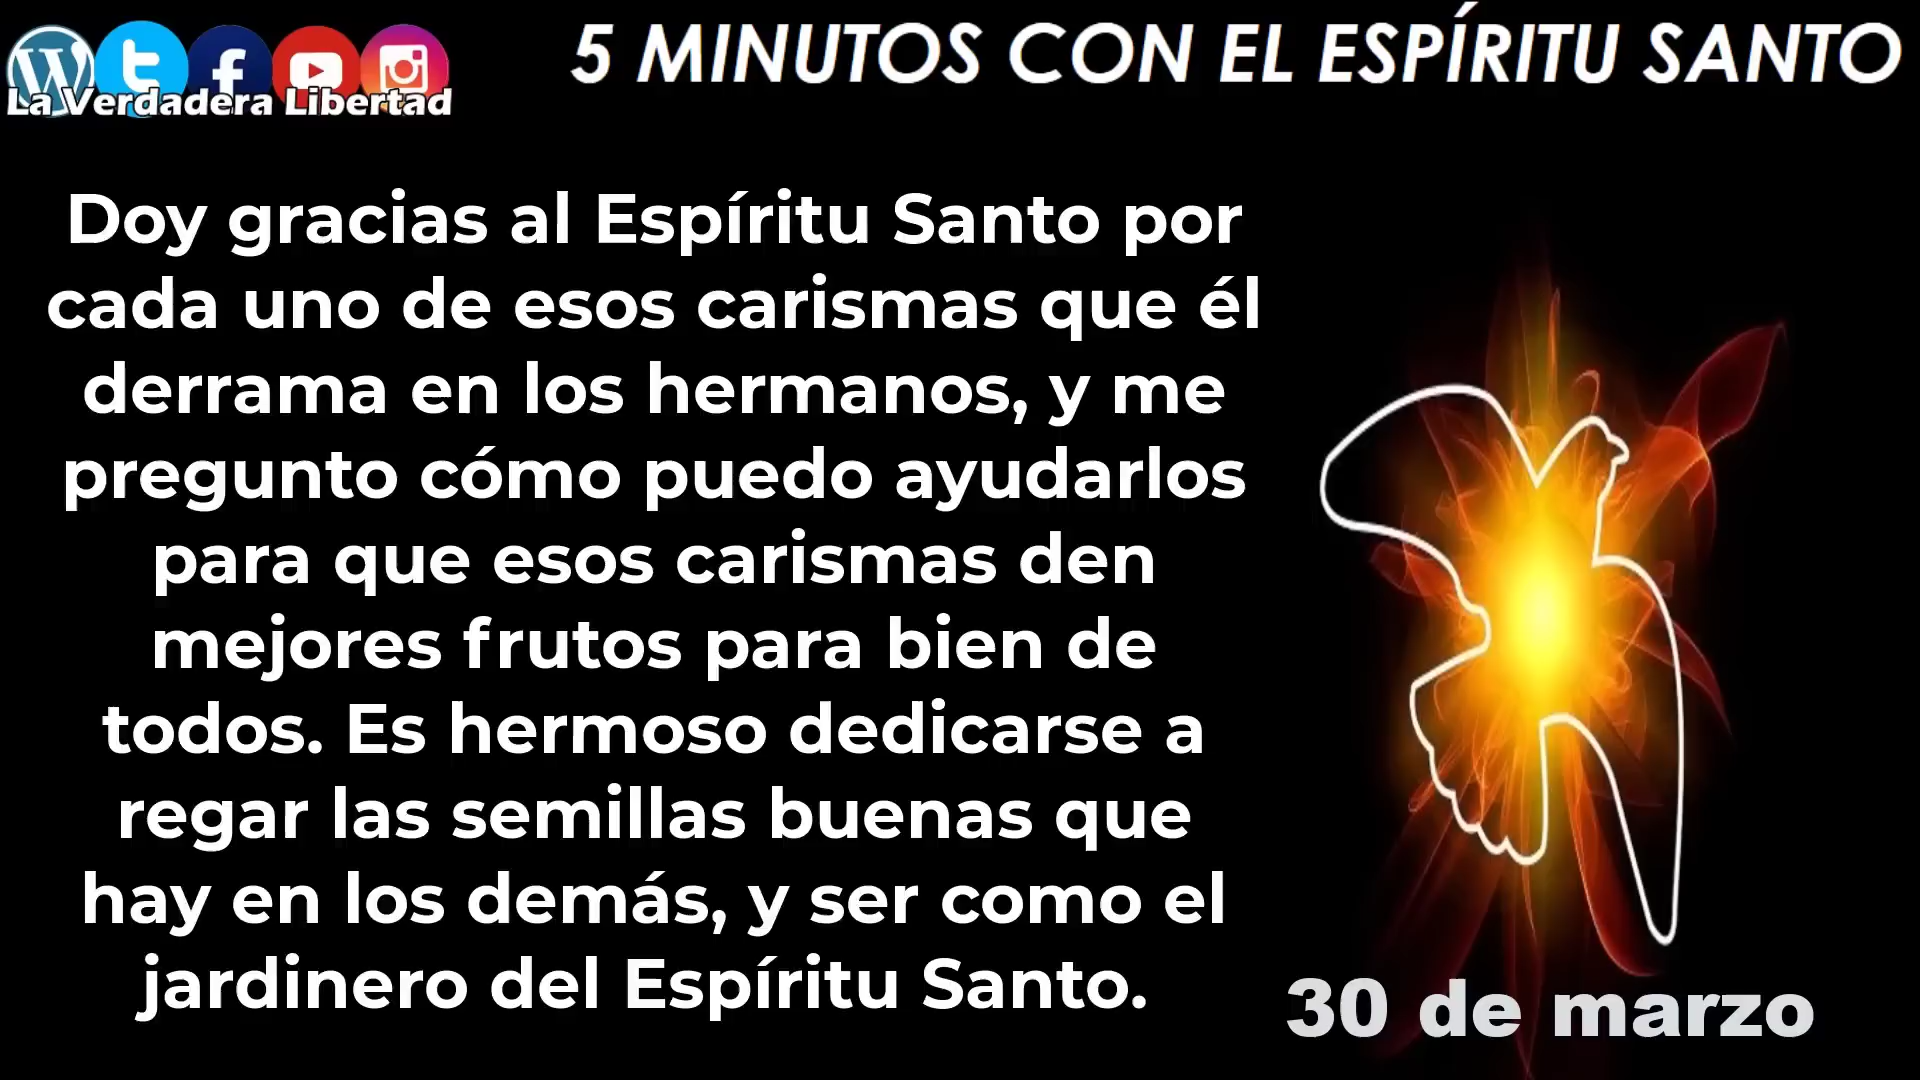 5 MINUTOS CON EL ESPÍRITU SANTO
La Verdadera Libertad
Doy gracias al Espíritu Santo por
cada uno de esos carismas que él
derrama en los hermanos, y me
pregunto cómo puedo ayudarlos
para que esos carismas den
mejores frutos para bien de
todos. Es hermoso dedicarse a
regar las semillas buenas que
hay en los demás, y ser como el
jardinero del Espíritu Santo.
30 de marzo